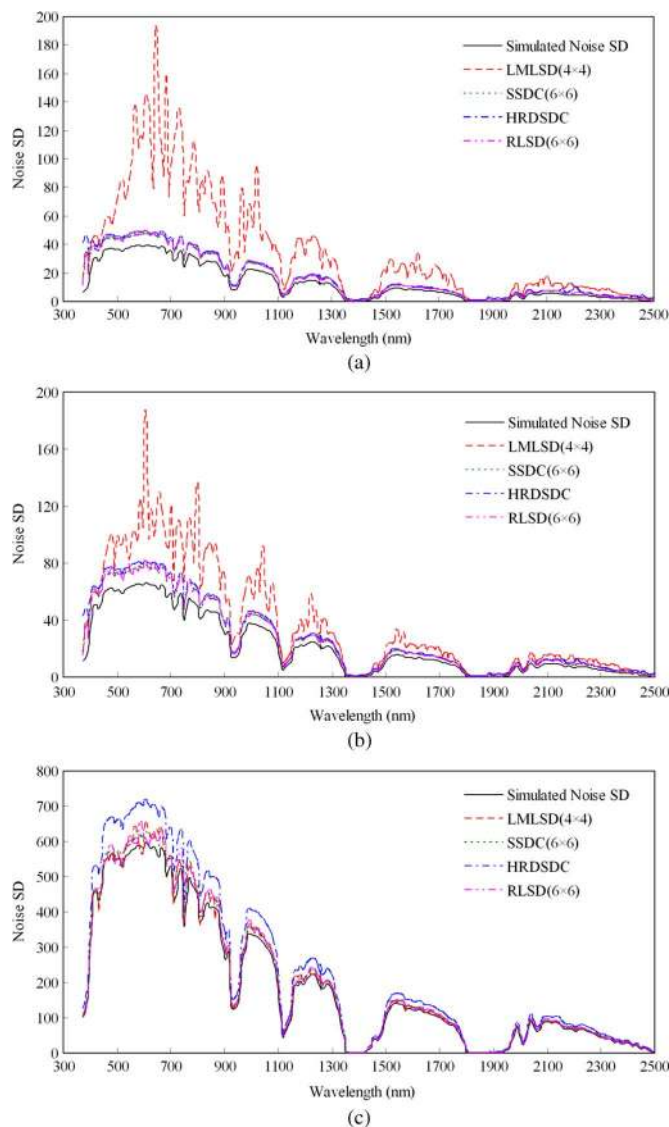 200
180
160
140
120
100
80
60
40
20
0
Noise SD
Simulated Noise SD
LMLSD(4×4)
SSDC(6×6)
HRDSDC
RLSD(6×6)
300 500 700 900 1100 1300 1500 1700 1900 2100 2300 2500
Wavelength (nm)
(a)
200
160
120
80
40
0
Noise SD
Simulated Noise SD
LMLSD(4×4)
SSDC(6×6)
HRDSDC
RLSD(6×6)
300 500 700 900 1100 1300 1500 1700 1900 2100 2300 2500
Wavelength (nm)
(b)
800
700
600
500
400
300
200
100
0
Noise SD
Simulated Noise SD
LMLSD(4×4)
SSDC(6×6)
HRDSDC
RLSD(6×6)
300 500 700 900 1100 1300 1500 1700 1900 2100 2300 2500
Wavelength (nm)
(c)